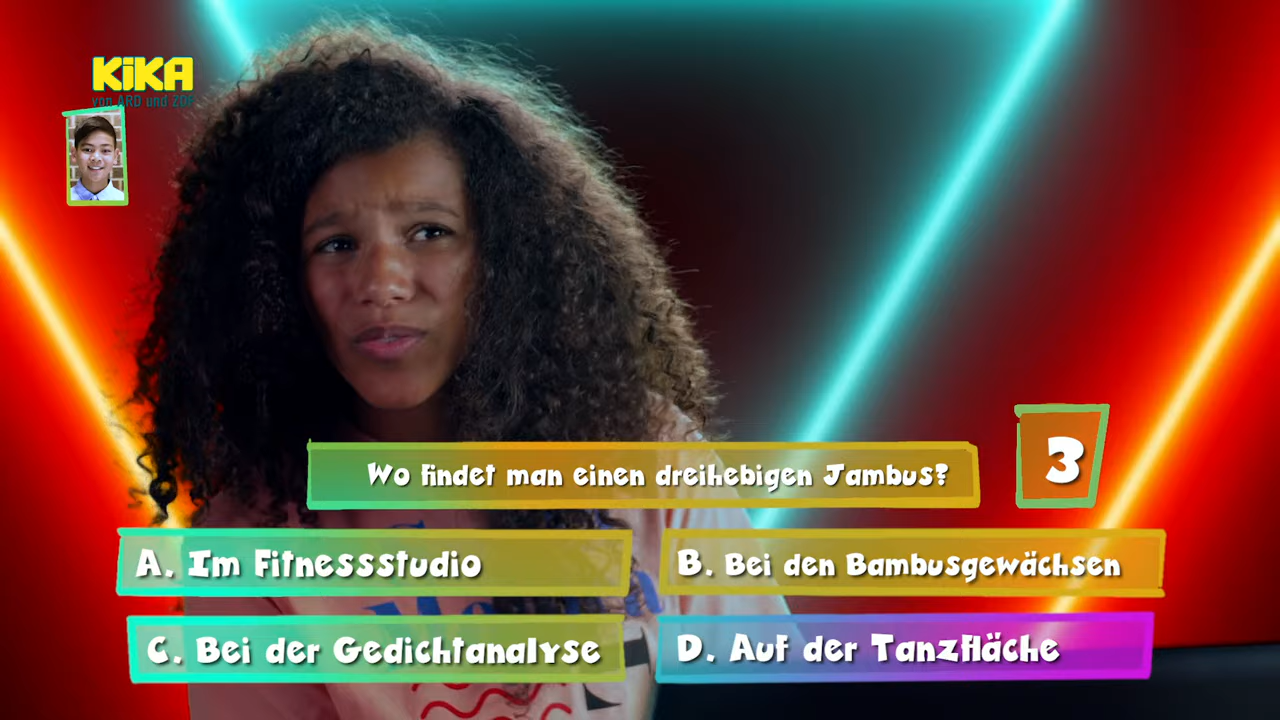 KiKA
von ARD und ZDF
Wo findet man einen dreihebigen Jambus?
3
A. Im Fitnessstudio
B. Bei den Bambusgewächsen
C. Bei der Gedichtanalyse
D. Auf der Tanzfläche